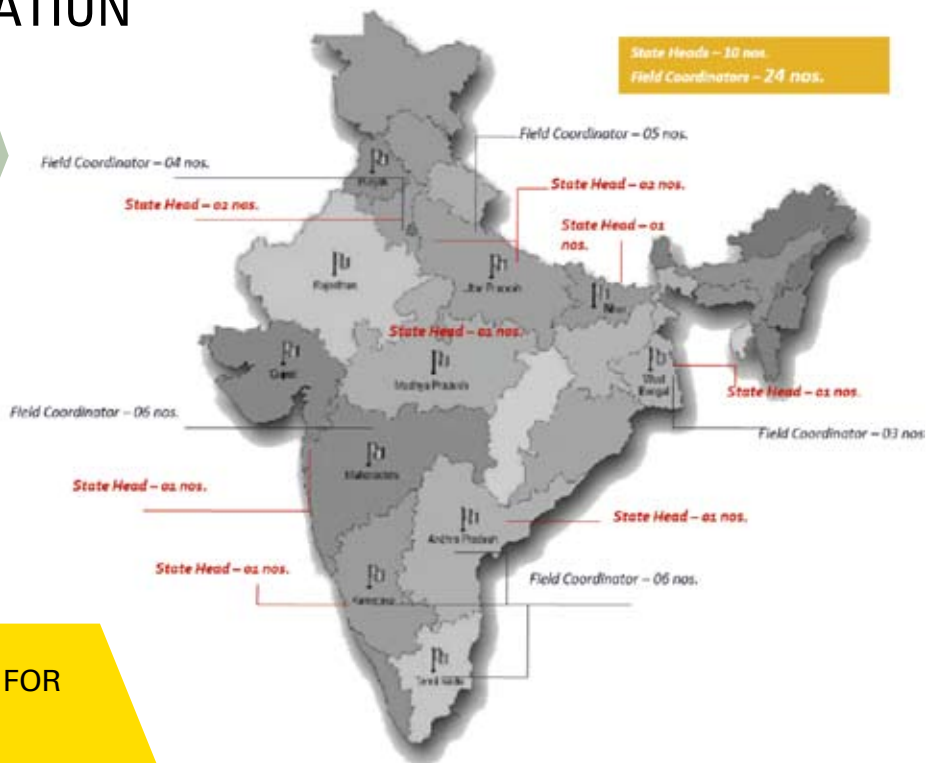 ATION
State Heads – 10 nos.
Field Coordinators – 24 nos.
Field Coordinator – 05 nos.
Field Coordinator – 04 nos.
Punjab
State Head – 02 nos.
State Head – 02 nos.
State Head – 01
nos.
Rajasthan
Uttar Pradesh
Bihar
State Head – 01 nos.
Gujarat
Madhya Pradesh
West
Bengal
State Head – 01 nos.
Field Coordinator – 06 nos.
Field Coordinator – 03 nos
Maharashtra
State Head – 01 nos.
State Head – 01 nos.
Andhra Pradesh
State Head – 01 nos.
Field Coordinator – 06 nos.
Karnataka
Tamil Nadu
FOR